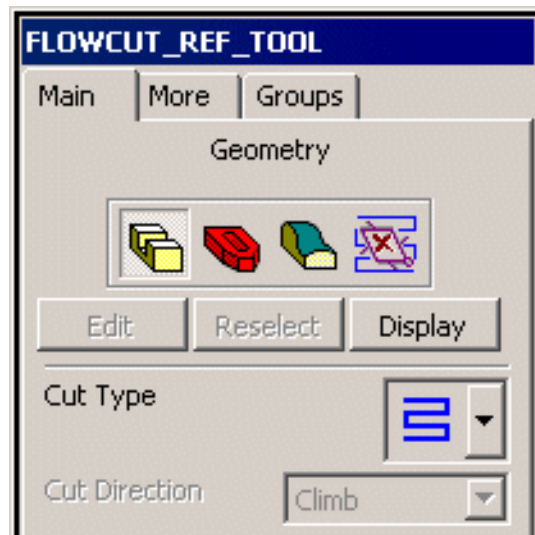 FLOWCUT_REF_TOOL
Main More Groups
Geometry
Edit Reselect Display
Cut Type
Cut Direction Climb